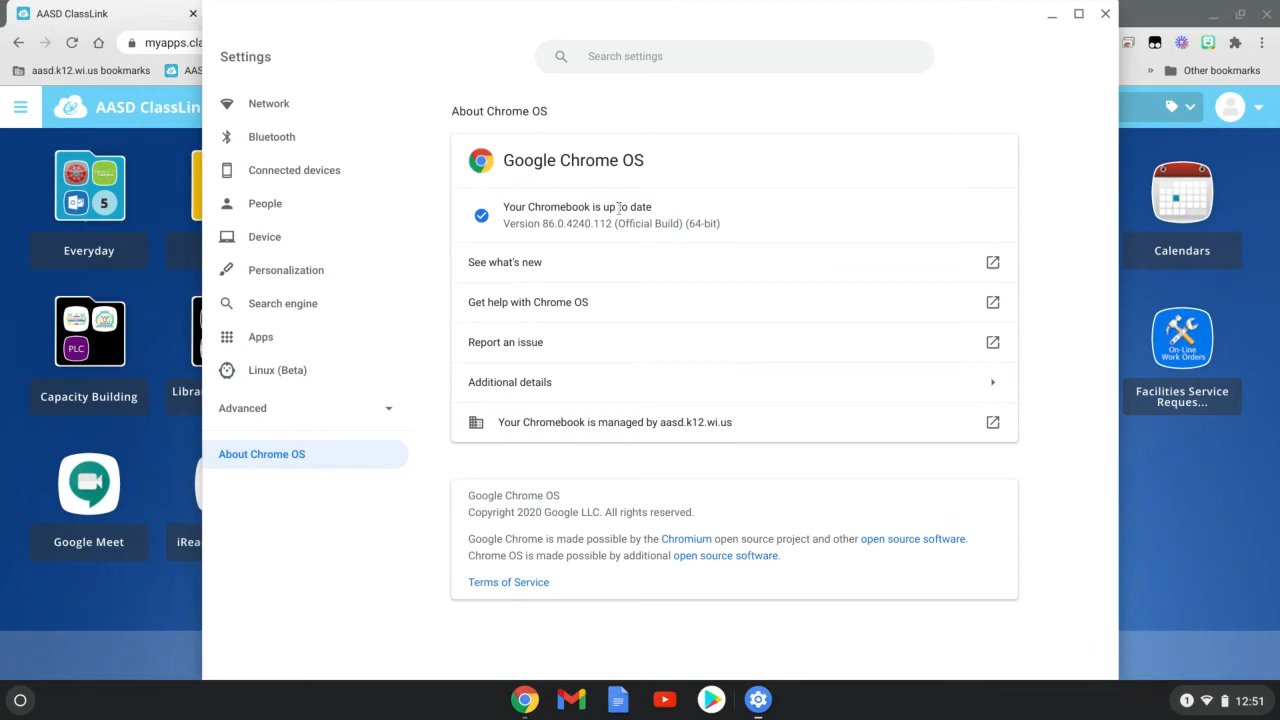 AASD ClassLink
myapps.cla
aasd.k12.wi.us bookmarks
AAS
Other bookmarks
AASD ClassLin
Settings
Search settings
Network
Bluetooth
Connected devices
People
Device
Personalization
Search engine
Apps
Linux (Beta)
Advanced
About Chrome OS
About Chrome OS
Google Chrome OS
Your Chromebook is up to date
Version 86.0.4240.112 (Official Build) (64-bit)
See what's new
Get help with Chrome OS
Report an issue
Additional details
Your Chromebook is managed by aasd.k12.wi.us
Google Chrome OS
Copyright 2020 Google LLC. All rights reserved.
Google Chrome is made possible by the Chromium open source project and other open source software.
Chrome OS is made possible by additional open source software.
Terms of Service
5
Everyday
PLC
Capacity Building
Libra
Google Meet
iRea
Calendars
On-Line
Work Orders
Facilities Service
Reques...
1
12:51